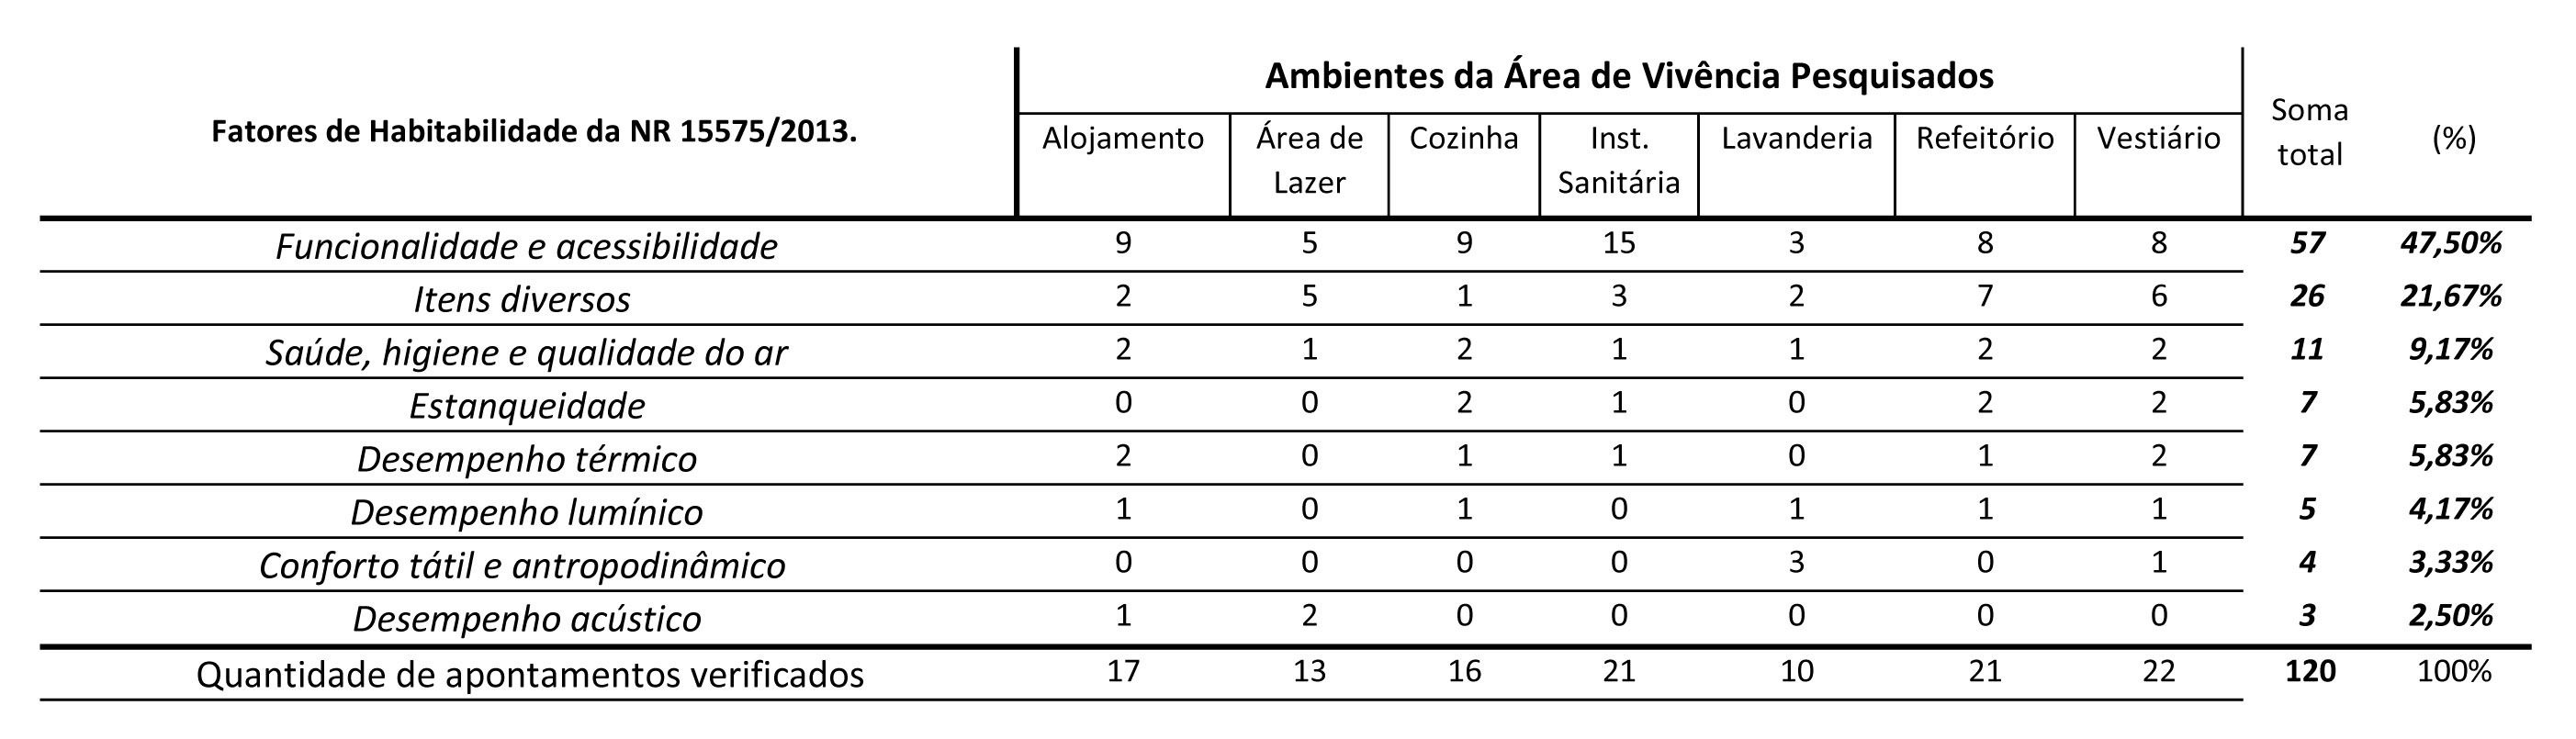 Ambientes da Área de Vivência Pesquisados
Fatores de Habitabilidade da NR 15575/2013.
Soma total
(%)
Alojamento
Área de Lazer
Cozinha
Inst. Sanitária
Lavanderia
Refeitório
Vestiário
Funcionalidade e acessibilidade 9 5 9 15 3 8 8 57 47,50%
Itens diversos 2 5 1 3 2 7 6 26 21,67%
Saúde, higiene e qualidade do ar 2 1 2 1 1 2 2 11 9,17%
Estanqueidade 0 0 2 1 0 2 2 7 5,83%
Desempenho térmico 2 0 1 1 0 1 2 7 5,83%
Desempenho lumínico 1 0 1 0 1 1 1 5 4,17%
Conforto tátil e antropodinâmico 0 0 0 0 3 0 1 4 3,33%
Desempenho acústico 1 2 0 0 0 0 0 3 2,50%
Quantidade de apontamentos verificados 17 13 16 21 10 21 22 120 100%